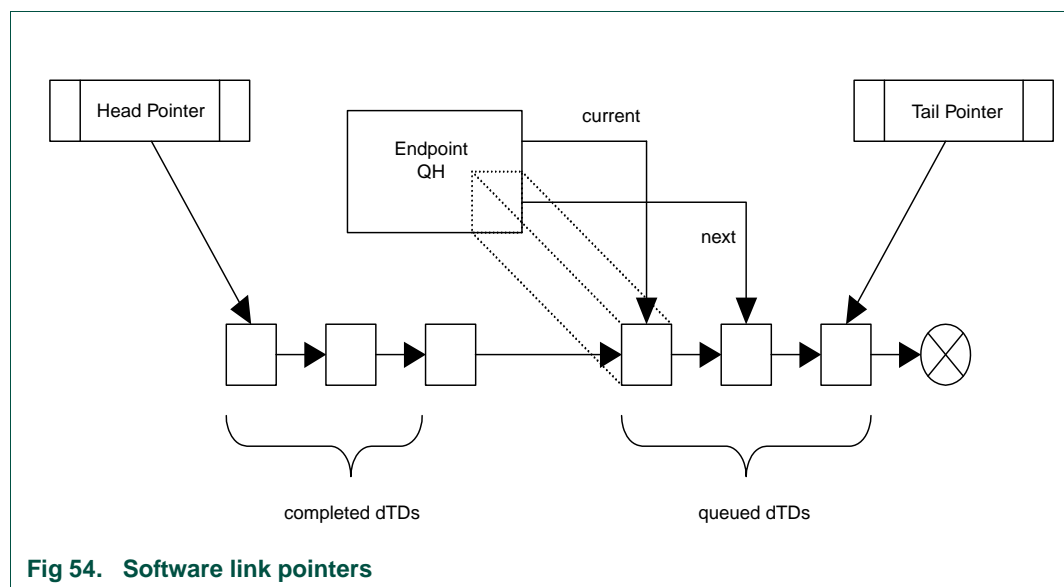 Head Pointer
Endpoint
QH
current
next
Tail Pointer
completed dTDs
queued dTDs
Fig 54. Software link pointers